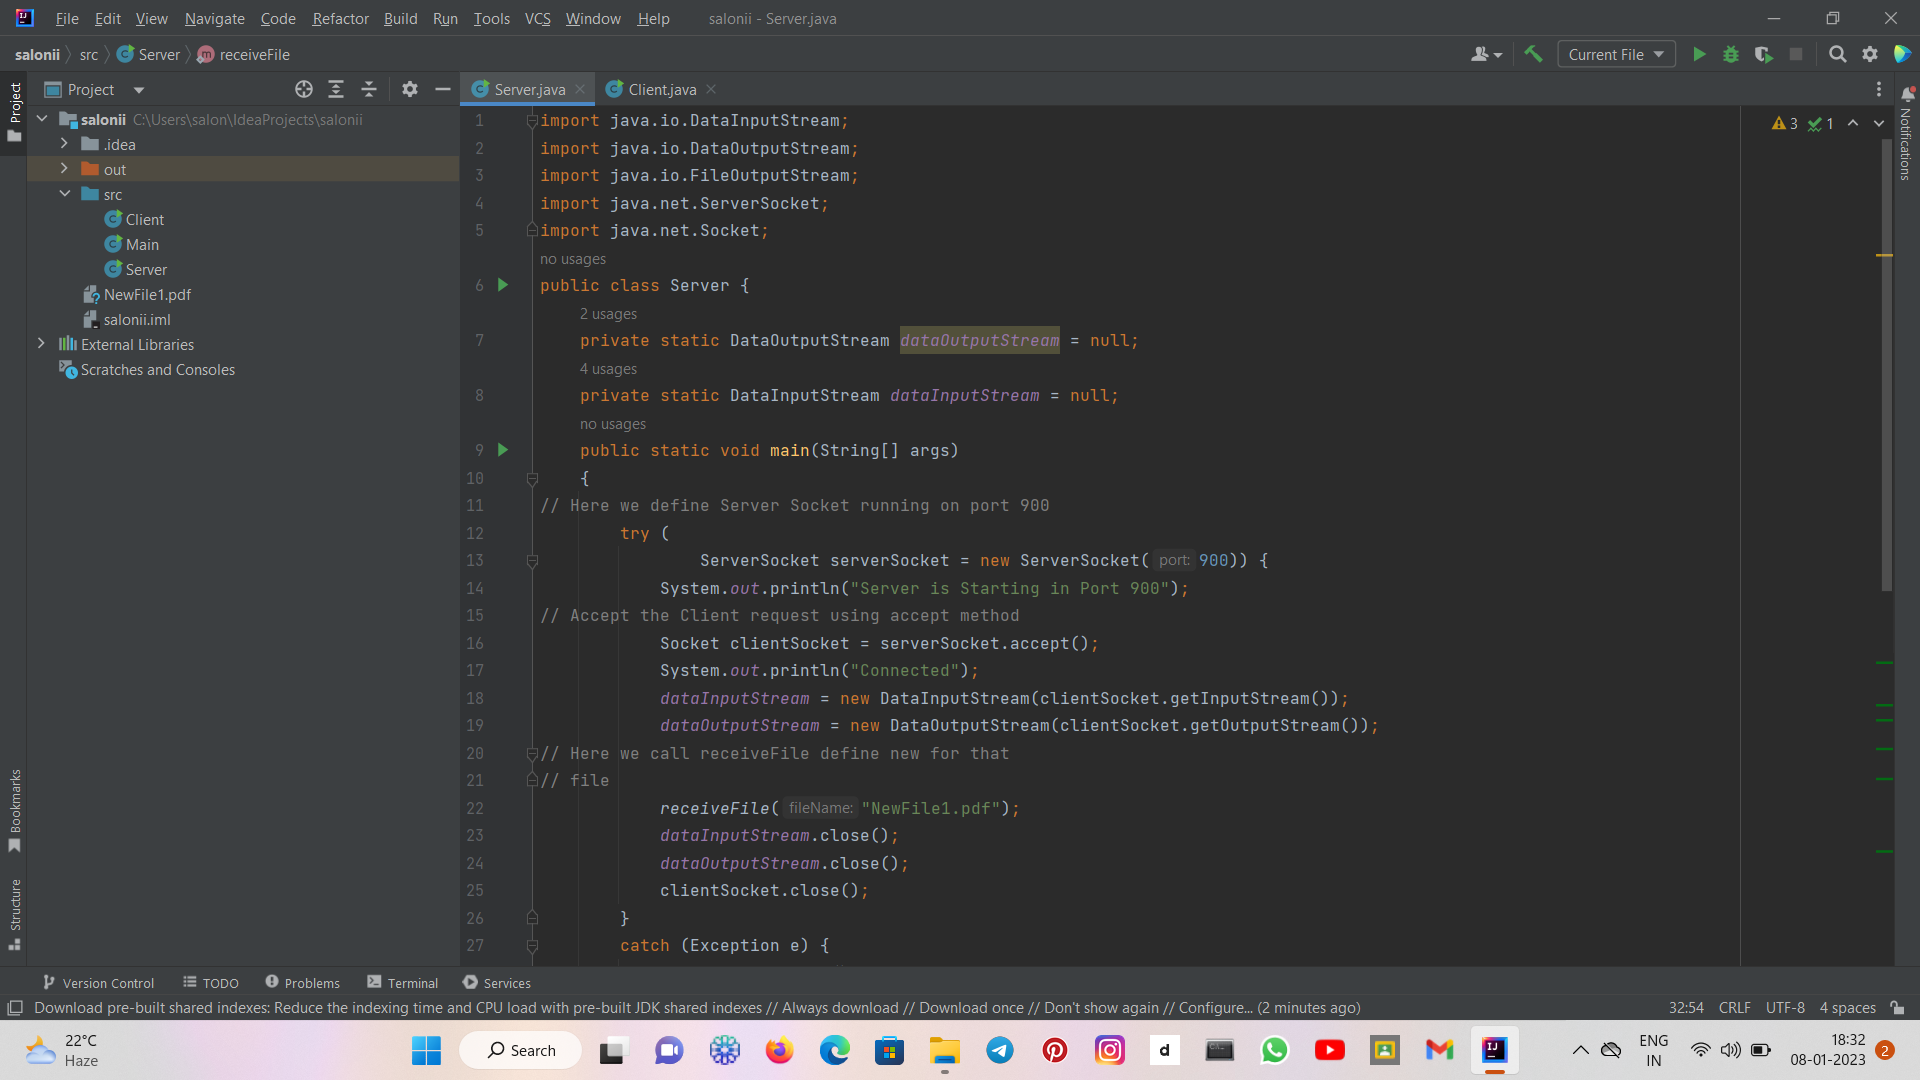 File Edit View Navigate Code Refactor Build Run Tools VCS Window Help salonii - Server.java
salonii src Server receiveFile Current File
Project Server.java Client.java
salonii C:\Users\salon\IdeaProjects\salonii
.idea
out
src
Client
Main
Server
NewFile1.pdf
salonii.iml
External Libraries
Scratches and Consoles
Project
Bookmarks
Structure
3 1
Notifications
1 import java.io.DataInputStream;
2 import java.io.DataOutputStream;
3 import java.io.FileOutputStream;
4 import java.net.ServerSocket;
5 import java.net.Socket;
no usages
6 public class Server {
2 usages
7 private static DataOutputStream dataOutputStream = null;
4 usages
8 private static DataInputStream dataInputStream = null;
no usages
9 public static void main(String[] args)
10 {
11 // Here we define Server Socket running on port 900
12 try (
13 ServerSocket serverSocket = new ServerSocket( port: 900)) {
14 System.out.println("Server is Starting in Port 900");
15 // Accept the Client request using accept method
16 Socket clientSocket = serverSocket.accept();
17 System.out.println("Connected");
18 dataInputStream = new DataInputStream(clientSocket.getInputStream());
19 dataOutputStream = new DataOutputStream(clientSocket.getOutputStream());
20 // Here we call receiveFile define new for that
21 // file
22 receiveFile( fileName: "NewFile1.pdf");
23 dataInputStream.close();
24 dataOutputStream.close();
25 clientSocket.close();
26 }
27 catch (Exception e) {
Version Control TODO Problems Terminal Services
Download pre-built shared indexes: Reduce the indexing time and CPU load with pre-built JDK shared indexes // Always download // Download once // Don't show again // Configure... (2 minutes ago) 32:54 CRLF UTF-8 4 spaces
22°C
Haze
Search
ENG
IN
18:32
08-01-2023
2